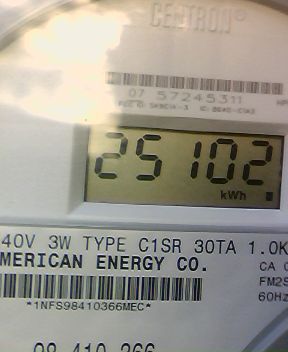 CENTRON®
07 57245311
25102
kWh
40V 3W TYPE C1SR 30TA 1.0K
MERICAN ENERGY CO.
CA
FM2S
60Hz
*1NFS98410366MEC*